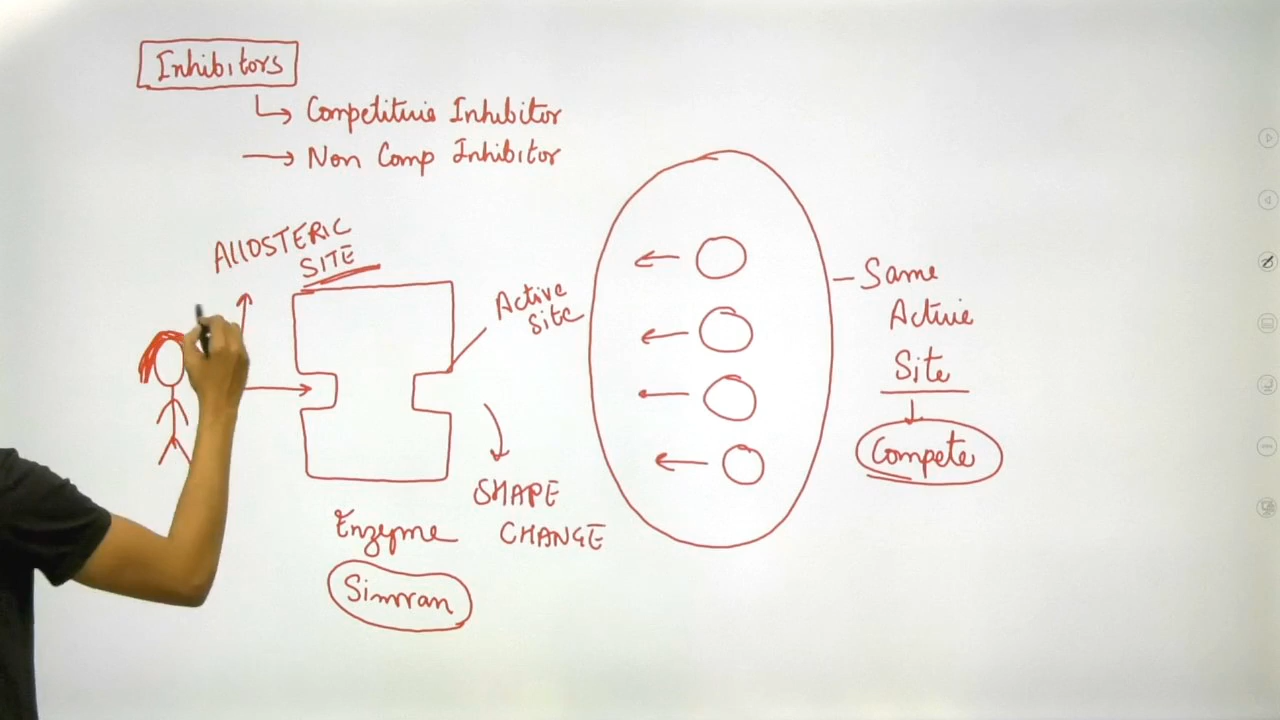 Inhibitors
Competitive Inhibitor
Non Comp Inhibitor
AllOSTERIC
SITE
Active
Site
Same
Active
Site
Compete
SHAPE
CHANGE
Enzyme
Simran